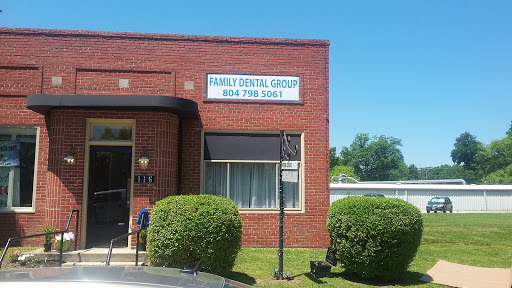 FAMILY DENTAL GROUP
804 798 5061
116